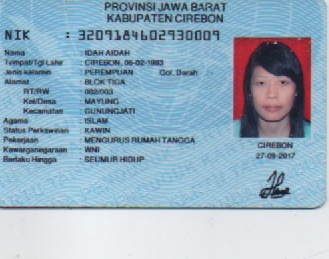 PROVINSI JAWA BARAT
KABUPATEN CIREBON
NIK : 3209184602930009
Nama : IDAH AIDAH
Tempat/Tgl Lahir : CIREBON, 06-02-1993
Jenis kelamin : PEREMPUAN Gol. Darah
Alamat : BLOK TIGA
RT/RW : 002/003
Kel/Desa : MAYUNG
Kecamatan : GUNUNGJATI
Agama : ISLAM
Status Perkawinan : KAWIN
Pekerjaan : MENGURUS RUMAH TANGGA
Kewarganegaraan : WNI
Berlaku Hingga : SEUMUR HIDUP
CIREBON
27-09-2017